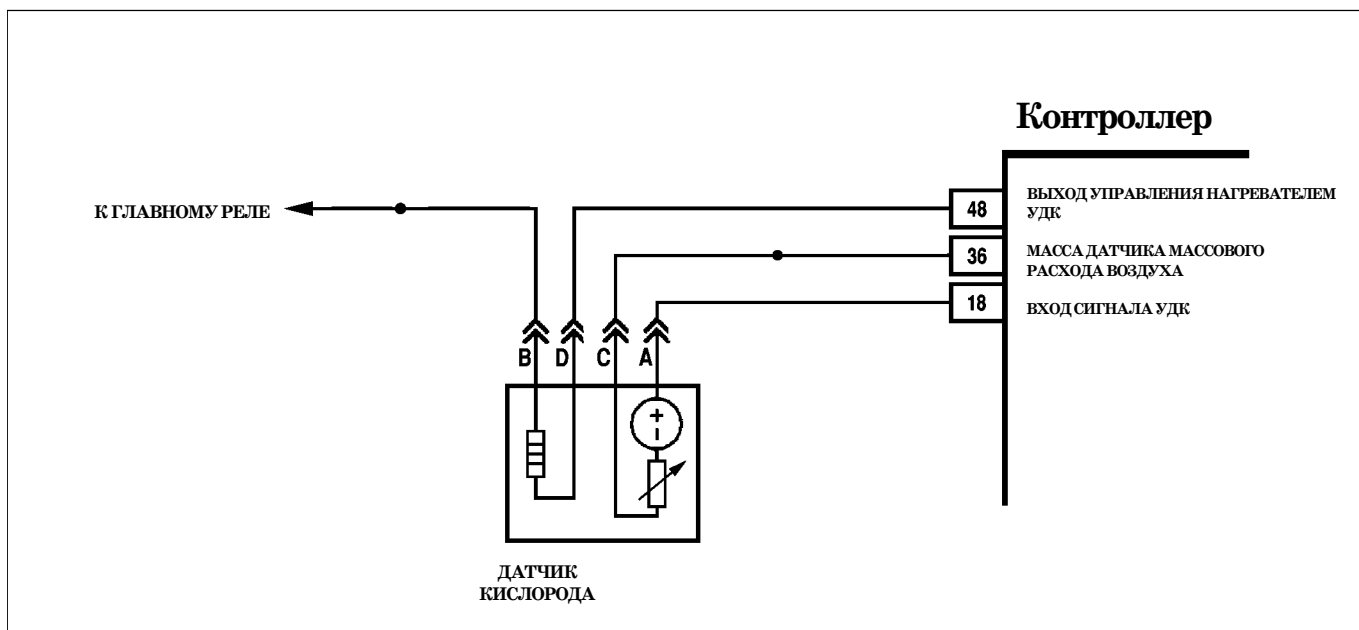 Контроллер
К ГЛАВНОМУ РЕЛЕ
48
ВЫХОД УПРАВЛЕНИЯ НАГРЕВАТЕЛЕМ
УДК
36
МАССА ДАТЧИКА МАССОВОГО
РАСХОДА ВОЗДУХА
18
ВХОД СИГНАЛА УДК
B D C A
ДАТЧИК
КИСЛОРОДА